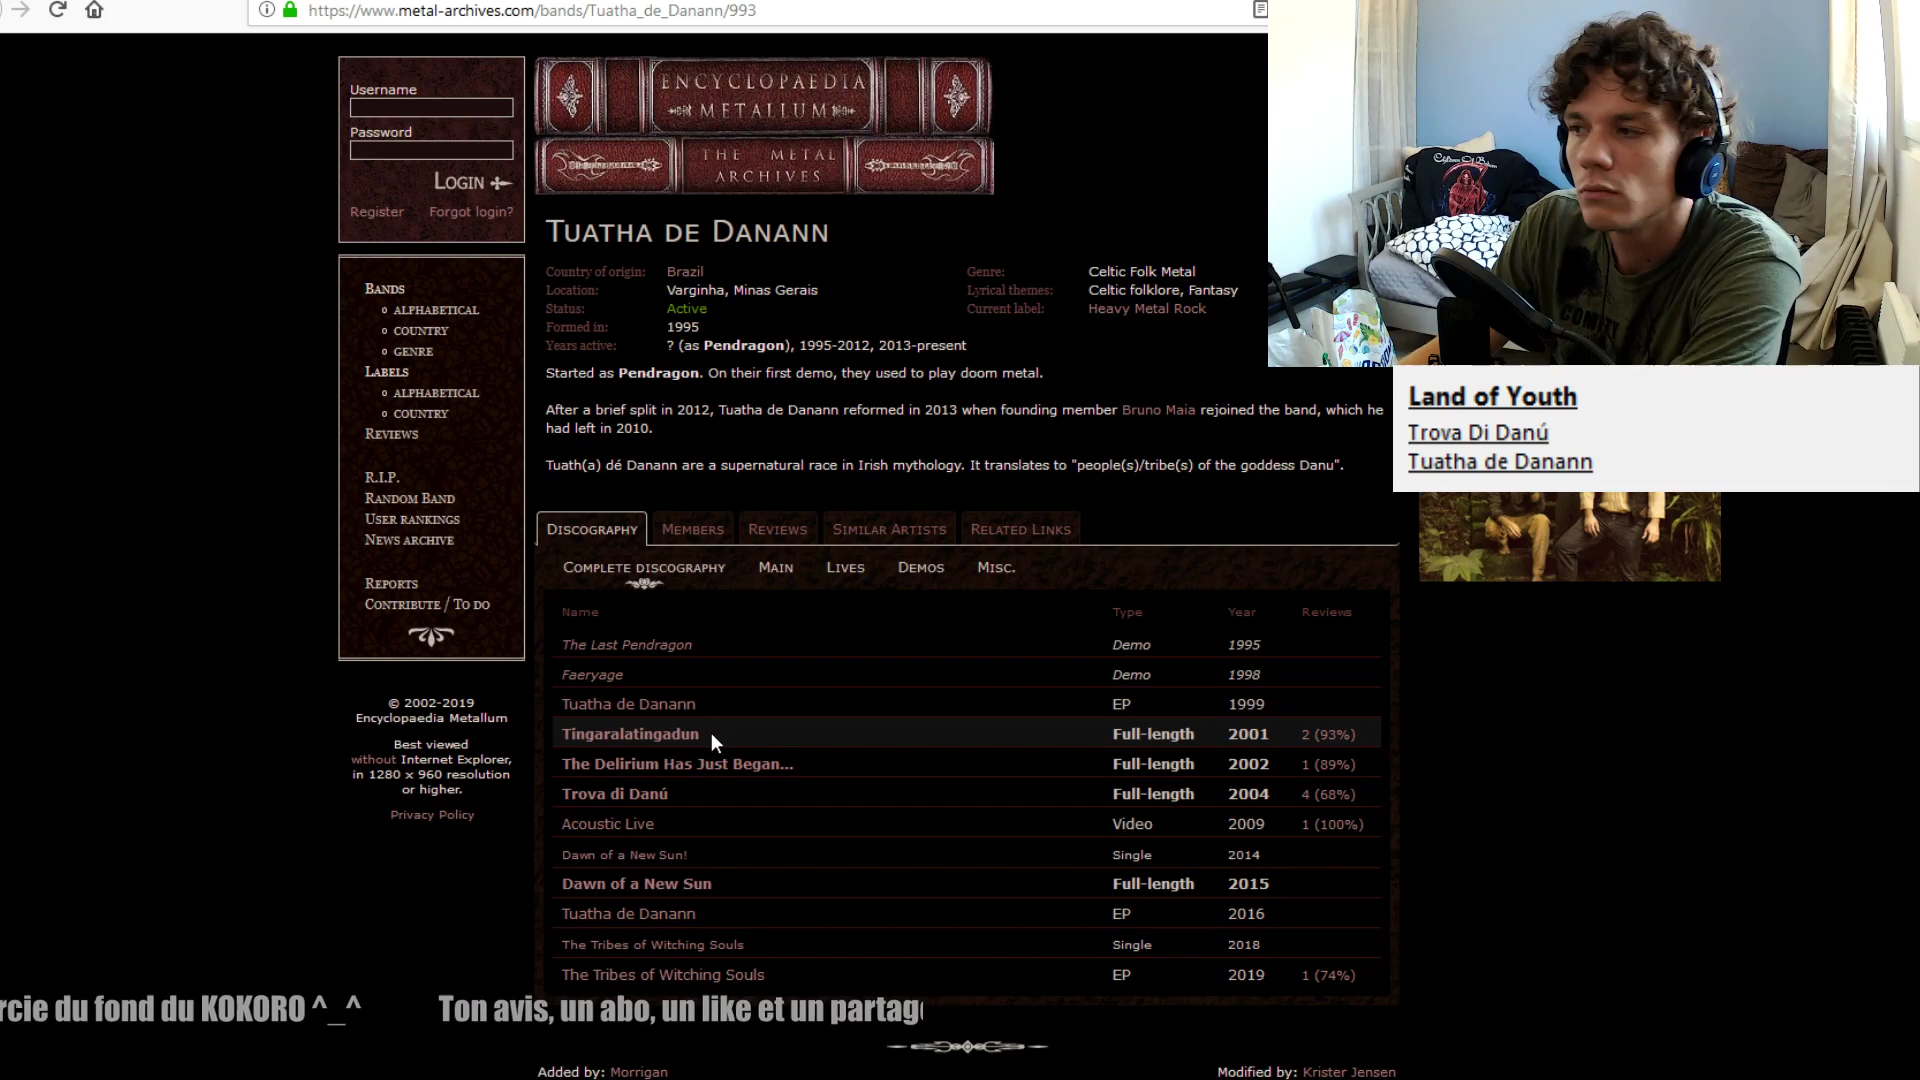 https://www.metal-archives.com/bands/Tuatha_de_Danann/993
Username
Password
LOGIN
Register Forgot login?
BANDS
ALPHABETICAL
COUNTRY
GENRE
LABELS
ALPHABETICAL
COUNTRY
REVIEWS
R.I.P.
RANDOM BAND
USER RANKINGS
NEWS ARCHIVE
REPORTS
CONTRIBUTE / TO DO
© 2002-2019
Encyclopaedia Metallum
Best viewed
without Internet Explorer,
in 1280 x 960 resolution
or higher.
Privacy Policy
ENCYCLOPAEDIA
METALLUM
THE METAL
ARCHIVES
TUATHA DE DANANN
Country of origin: Brazil
Location: Varginha, Minas Gerais
Status: Active
Formed in: 1995
Years active: ? (as Pendragon), 1995-2012, 2013-present
Genre: Celtic Folk Metal
Lyrical themes: Celtic folklore, Fantasy
Current label: Heavy Metal Rock
Started as Pendragon. On their first demo, they used to play doom metal.
After a brief split in 2012, Tuatha de Danann reformed in 2013 when founding member Bruno Maia rejoined the band, which he
had left in 2010.
Tuath(a) dé Danann are a supernatural race in Irish mythology. It translates to "people(s)/tribe(s) of the goddess Danu".
Children Of Bodom
Land of Youth
Trova Di Danú
Tuatha de Danann
DISCOGRAPHY MEMBERS REVIEWS SIMILAR ARTISTS RELATED LINKS
COMPLETE DISCOGRAPHY MAIN LIVES DEMOS MISC.
Name Type Year Reviews
The Last Pendragon Demo 1995
Faeryage Demo 1998
Tuatha de Danann EP 1999
Tingaralatingadun Full-length 2001 2 (93%)
The Delirium Has Just Began... Full-length 2002 1 (89%)
Trova di Danú Full-length 2004 4 (68%)
Acoustic Live Video 2009 1 (100%)
Dawn of a New Sun! Single 2014
Dawn of a New Sun Full-length 2015
Tuatha de Danann EP 2016
The Tribes of Witching Souls Single 2018
The Tribes of Witching Souls EP 2019 1 (74%)
rcie du fond du KOKORO ^_^ Ton avis, un abo, un like et un partag
Added by: Morrigan
Modified by: Krister Jensen